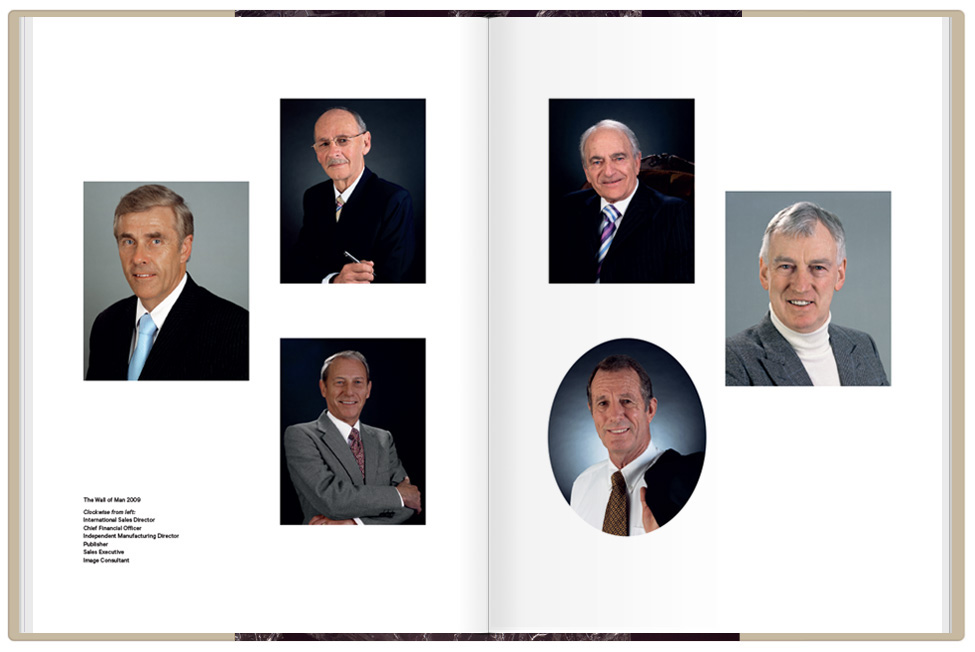 The Wall of Man 2009
Clockwise from left:
International Sales Director
Chief Financial Officer
Independent Manufacturing Director
Publisher
Sales Executive
Image Consultant